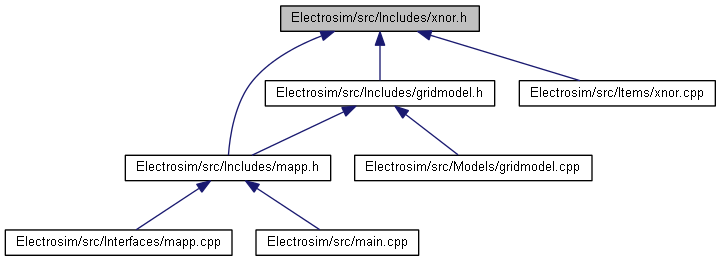 Electrosim/src/Includes/xnor.h
Electrosim/src/Includes/gridmodel.h
Electrosim/src/Items/xnor.cpp
Electrosim/src/Includes/mapp.h
Electrosim/src/Models/gridmodel.cpp
Electrosim/src/Interfaces/mapp.cpp
Electrosim/src/main.cpp